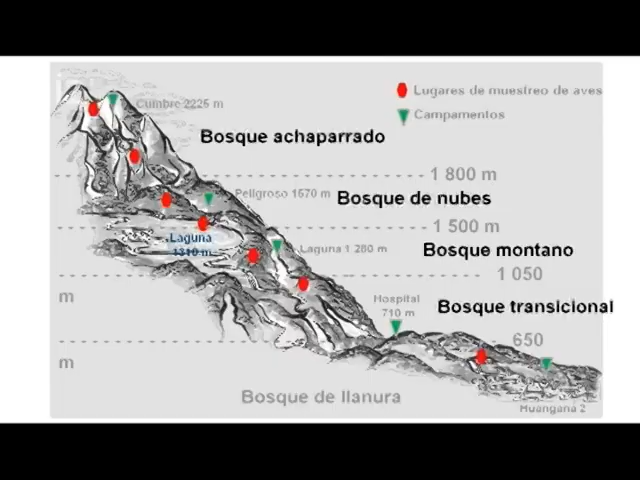 Lugares de muestreo de aves
Cumbre 2225 m
Campamentos
Bosque achaparrado
1 800 m
Peligroso 1570 m
Bosque de nubes
1 500 m
Laguna
1310 m
Laguna 1 280 m
Bosque montano
1 050
m
Hospital
710 m
Bosque transicional
650
m
Bosque de llanura
Huangana 2